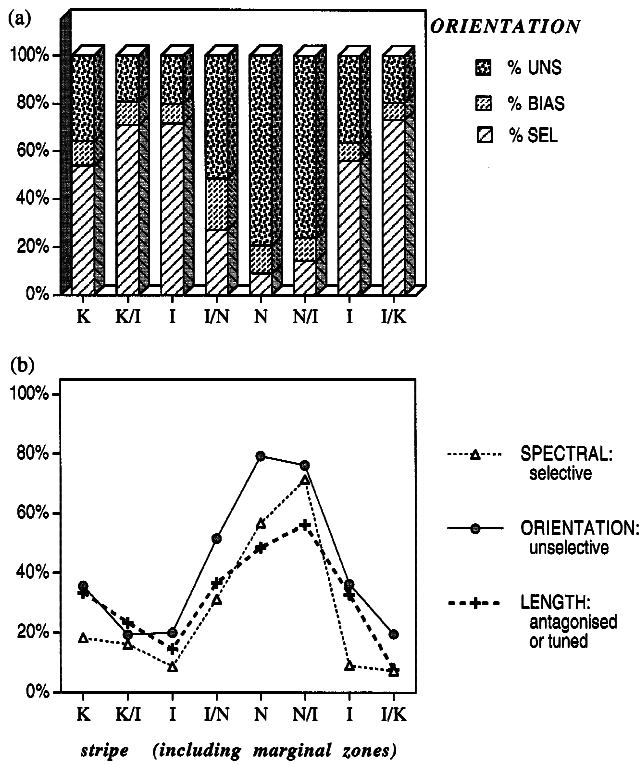 (a)
ORIENTATION
100%
80%
60%
40%
20%
0%
% UNS
% BIAS
% SEL
K K/I I I/N N N/I I I/K
(b)
100%
80%
60%
40%
20%
0%
SPECTRAL:
selective
ORIENTATION:
unselective
LENGTH:
antagonised
or tuned
K K/I I I/N N N/I I I/K
stripe (including marginal zones)